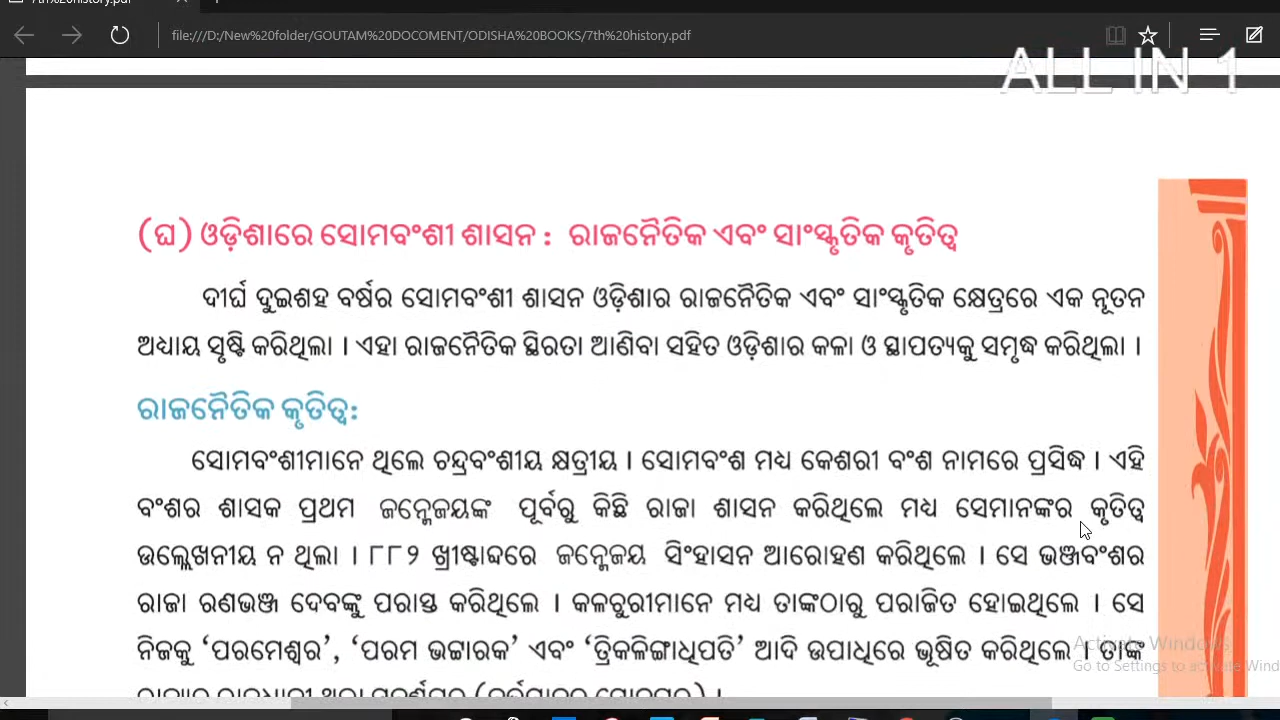 7th%20history.pdf
file:///D:/New%20folder/GOUTAM%20DOCOMENT/ODISHA%20BOOKS/7th%20history.pdf
ALL IN 1
(ଘ) ଓଡ଼ିଶାରେ ସୋମବଂଶୀ ଶାସନ : ରାଜନୈତିକ ଏବଂ ସାଂସ୍କୃତିକ କୃତିତ୍ୱ
ଦୀର୍ଘ ଦୁଇଶହ ବର୍ଷର ସୋମବଂଶୀ ଶାସନ ଓଡ଼ିଶାର ରାଜନୈତିକ ଏବଂ ସାଂସ୍କୃତିକ କ୍ଷେତ୍ରରେ ଏକ ନୂତନ
ଅଧ୍ୟାୟ ସୃଷ୍ଟି କରିଥିଲା । ଏହା ରାଜନୈତିକ ସ୍ଥିରତା ଆଣିବା ସହିତ ଓଡ଼ିଶାର କଳା ଓ ସ୍ଥାପତ୍ୟକୁ ସମୃଦ୍ଧ କରିଥିଲା ।
ରାଜନୈତିକ କୃତିତ୍ୱ:
ସୋମବଂଶୀମାନେ ଥିଲେ ଚନ୍ଦ୍ରବଂଶୀୟ କ୍ଷତ୍ରୀୟ । ସୋମବଂଶ ମଧ୍ୟ କେଶରୀ ବଂଶ ନାମରେ ପ୍ରସିଦ୍ଧ । ଏହି
ବଂଶର ଶାସକ ପ୍ରଥମ ଜନ୍ମେଜୟଙ୍କ ପୂର୍ବରୁ କିଛି ରାଜା ଶାସନ କରିଥିଲେ ମଧ୍ୟ ସେମାନଙ୍କର କୃତିତ୍ୱ
ଉଲ୍ଲେଖନୀୟ ନ ଥିଲା । ୮୮୨ ଖ୍ରୀଷ୍ଟାବ୍ଦରେ ଜନ୍ମେଜୟ ସିଂହାସନ ଆରୋହଣ କରିଥିଲେ । ସେ ଭଞ୍ଜବଂଶର
ରାଜା ରଣଭଞ୍ଜ ଦେବଙ୍କୁ ପରାସ୍ତ କରିଥିଲେ । କଳଚୁରୀମାନେ ମଧ୍ୟ ତାଙ୍କଠାରୁ ପରାଜିତ ହୋଇଥିଲେ । ସେ
ନିଜକୁ ‘ପରମେଶ୍ୱର’, ‘ପରମ ଭଟ୍ଟାରକ’ ଏବଂ ‘ତ୍ରିକଳିଙ୍ଗାଧିପତି’ ଆଦି ଉପାଧିରେ ଭୂଷିତ କରିଥିଲେ । ତାଙ୍କ
Activate Windows
Go to Settings to activate Wind